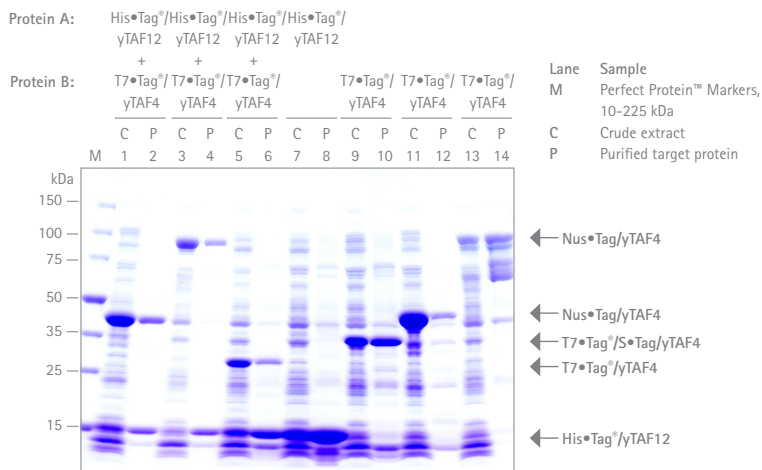 Protein A: His•Tag®/His•Tag®/His•Tag®/His•Tag®/
yTAF12 yTAF12 yTAF12 yTAF12
+ + +
Protein B: T7•Tag®/ T7•Tag®/T7•Tag®/ T7•Tag®/ T7•Tag®/ T7•Tag®/
yTAF4 yTAF4 yTAF4 yTAF4 yTAF4 yTAF4
C P C P C P C P C P C P C P
M 1 2 3 4 5 6 7 8 9 10 11 12 13 14
kDa
150
100
75
50
35
25
15
Lane Sample
M Perfect Protein™ Markers,
10-225 kDa
C Crude extract
P Purified target protein
Nus•Tag/yTAF4
Nus•Tag/yTAF4
T7•Tag®/S•Tag/yTAF4
T7•Tag®/yTAF4
His•Tag®/yTAF12